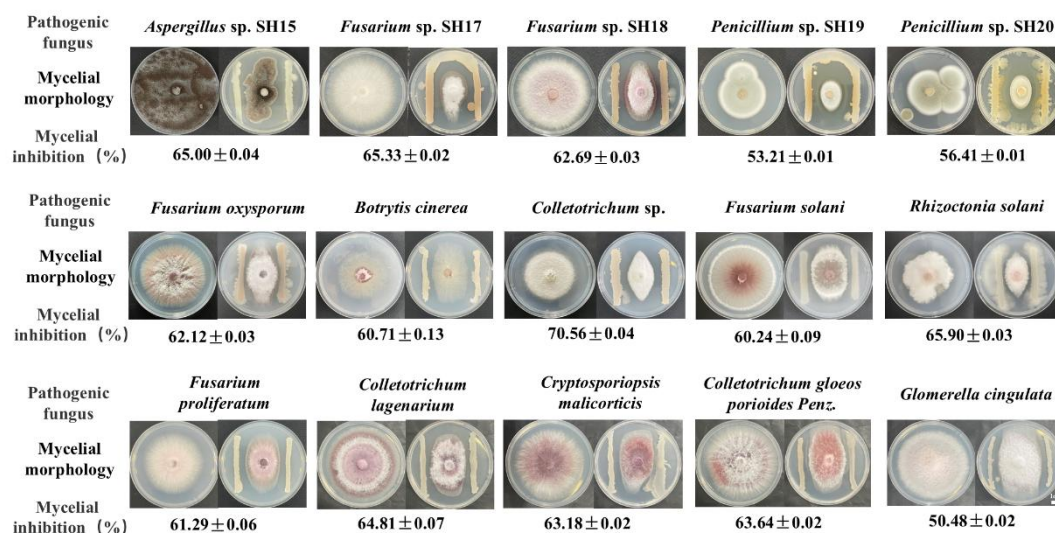 Pathogenic fungus
Aspergillus sp. SH15
Fusarium sp. SH17
Fusarium sp. SH18
Penicillium sp. SH19
Penicillium sp. SH20
Mycelial morphology
Mycelial inhibition (%)
65.00±0.04
65.33±0.02
62.69±0.03
53.21±0.01
56.41±0.01
Pathogenic fungus
Fusarium oxysporum
Botrytis cinerea
Colletotrichum sp.
Fusarium solani
Rhizoctonia solani
Mycelial morphology
Mycelial inhibition (%)
62.12±0.03
60.71±0.13
70.56±0.04
60.24±0.09
65.90±0.03
Pathogenic fungus
Fusarium proliferatum
Colletotrichum lagenarium
Cryptosporiopsis malicorticis
Colletotrichum gloeos porioides Penz.
Glomerella cingulata
Mycelial morphology
Mycelial inhibition (%)
61.29±0.06
64.81±0.07
63.18±0.02
63.64±0.02
50.48±0.02